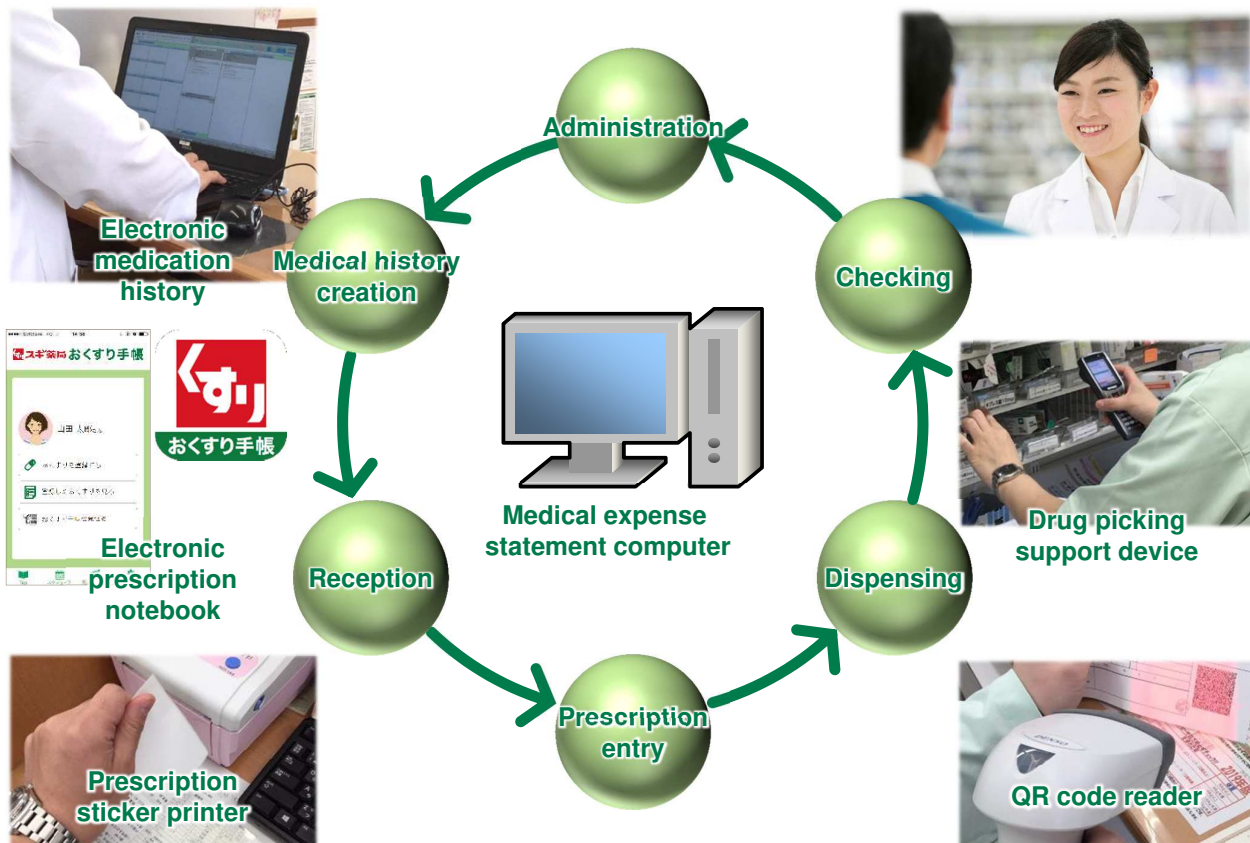 Administration
Electronic
medication
history
Medical history
creation
Checking
スギ薬局 おくすり手帳
くすり
おくすり手帳
Medical expense
statement computer
Drug picking
support device
Electronic
prescription
notebook
Reception
Dispensing
Prescription
entry
Prescription
sticker printer
DENSO
QR code reader